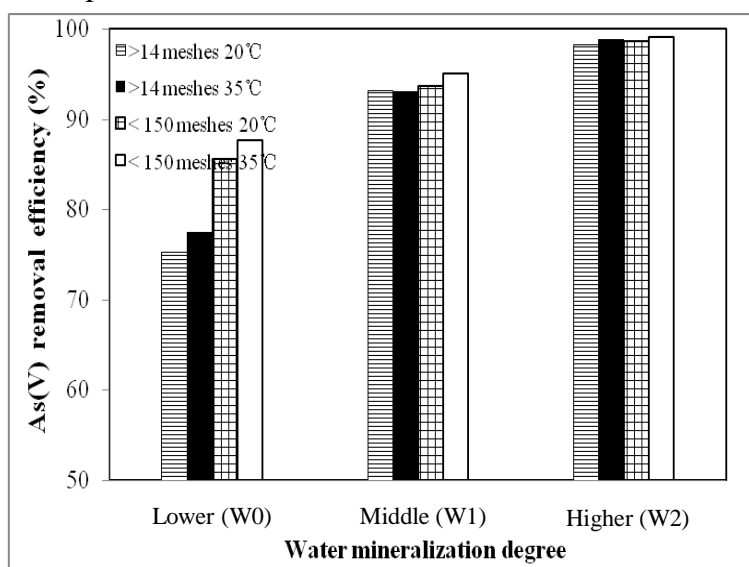 100
90
80
70
60
50
As(V) removal efficiency (%)
>14 meshes 20℃
>14 meshes 35℃
< 150 meshes 20℃
< 150 meshes 35℃
Lower (W0) Middle (W1) Higher (W2)
Water mineralization degree